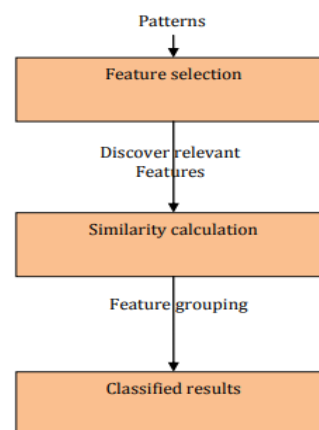 Patterns
Feature selection
Discover relevant
Features
Similarity calculation
Feature grouping
Classified results